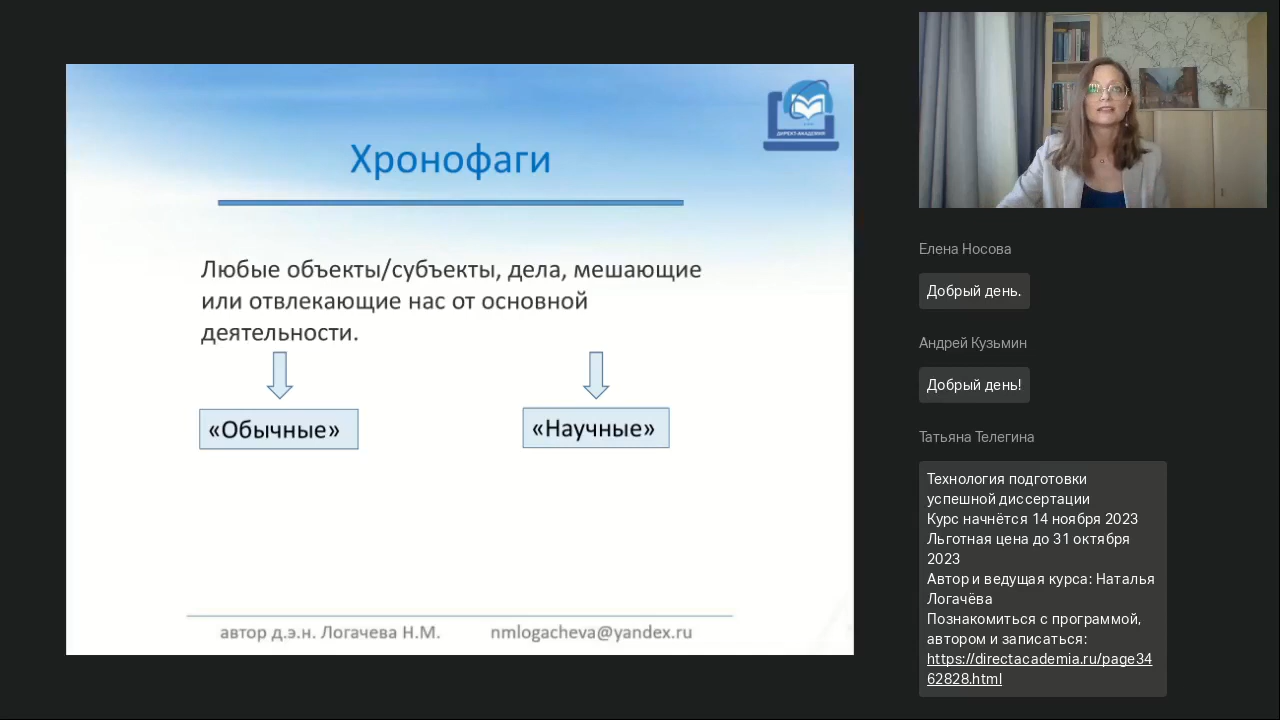 ДИРЕКТ-АКАДЕМИЯ
Хронофаги
Любые объекты/субъекты, дела, мешающие
или отвлекающие нас от основной
деятельности.
«Обычные»
«Научные»
автор д.э.н. Логачева Н.М.
nmlogacheva@yandex.ru
Елена Носова
Добрый день.
Андрей Кузьмин
Добрый день!
Татьяна Телегина
Технология подготовки
успешной диссертации
Курс начнётся 14 ноября 2023
Льготная цена до 31 октября
2023
Автор и ведущая курса: Наталья
Логачёва
Познакомиться с программой,
автором и записаться:
https://directacademia.ru/page34
62828.html